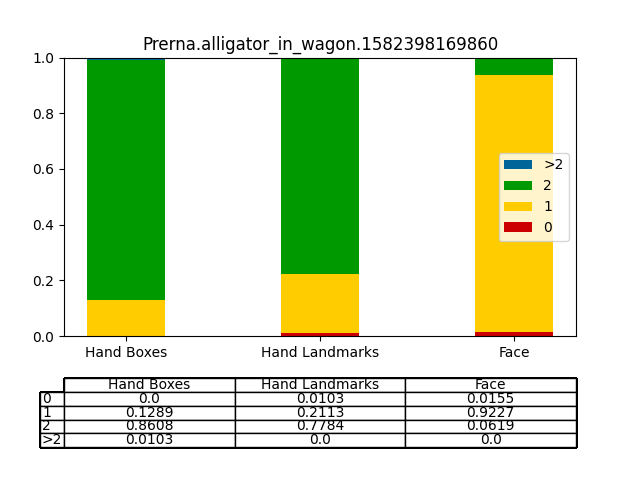 Prerna.alligator_in_wagon.1582398169860
1.0
0.8
0.6
0.4
0.2
0.0
>2
2
1
0
Hand Boxes Hand Landmarks Face
Hand Boxes Hand Landmarks Face
0 0.0 0.0103 0.0155
1 0.1289 0.2113 0.9227
2 0.8608 0.7784 0.0619
>2 0.0103 0.0 0.0